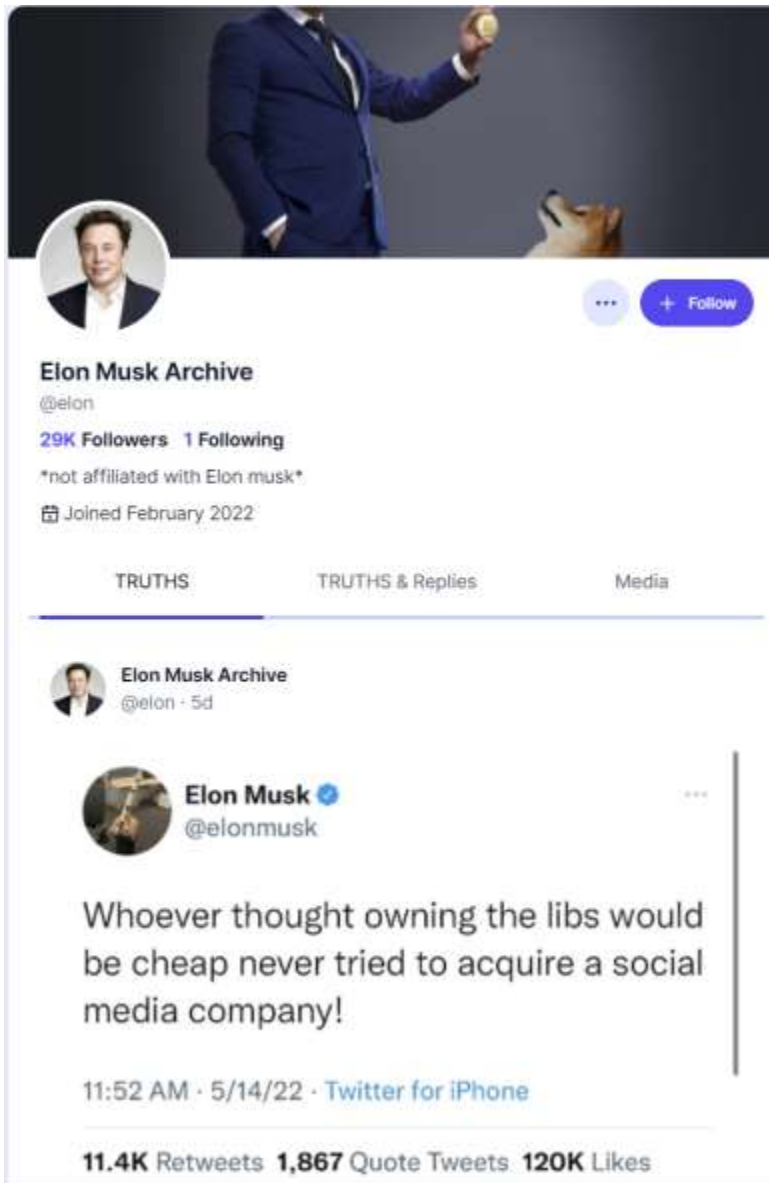 + Follow
Elon Musk Archive
@elon
29K Followers 1 Following
*not affiliated with Elon musk*
Joined February 2022
TRUTHS TRUTHS & Replies Media
Elon Musk Archive
@elon · 5d
Elon Musk
@elonmusk
Whoever thought owning the libs would
be cheap never tried to acquire a social
media company!
11:52 AM · 5/14/22 · Twitter for iPhone
11.4K Retweets 1,867 Quote Tweets 120K Likes